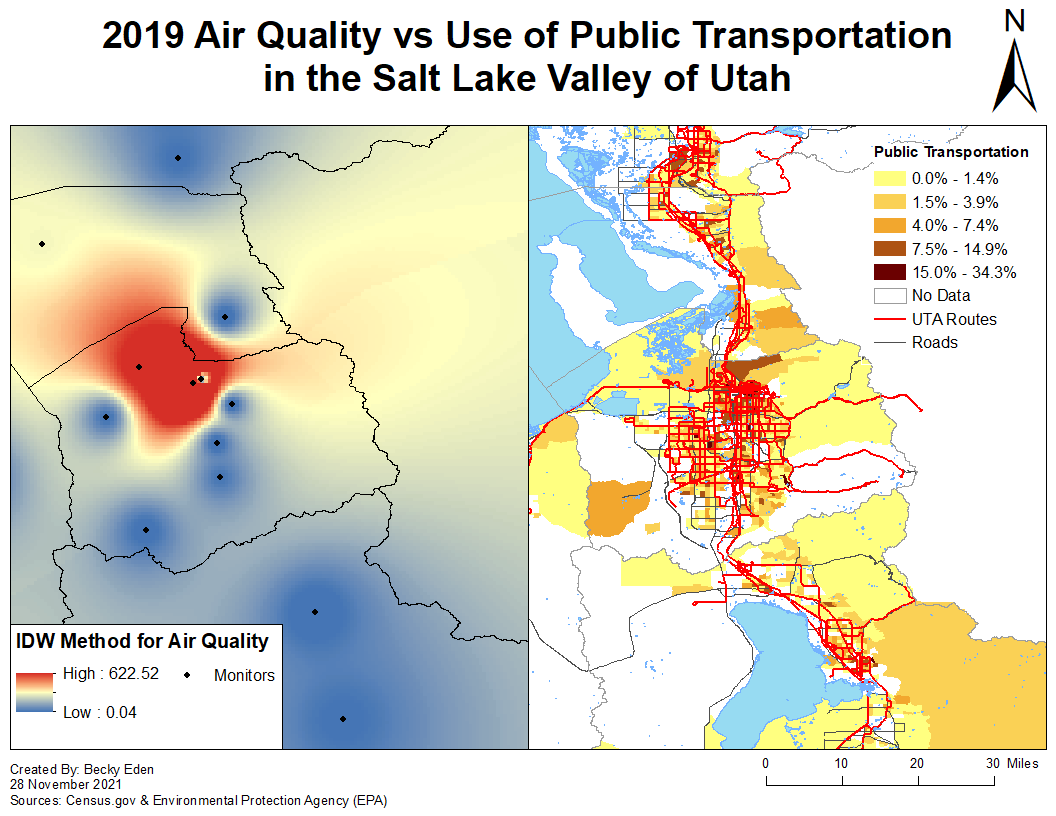 2019 Air Quality vs Use of Public Transportation
in the Salt Lake Valley of Utah
N
Public Transportation
0.0% - 1.4%
1.5% - 3.9%
4.0% - 7.4%
7.5% - 14.9%
15.0% - 34.3%
No Data
UTA Routes
Roads
IDW Method for Air Quality
High : 622.52
Monitors
Low : 0.04
Created By: Becky Eden
28 November 2021
Sources: Census.gov & Environmental Protection Agency (EPA)
0 10 20 30 Miles